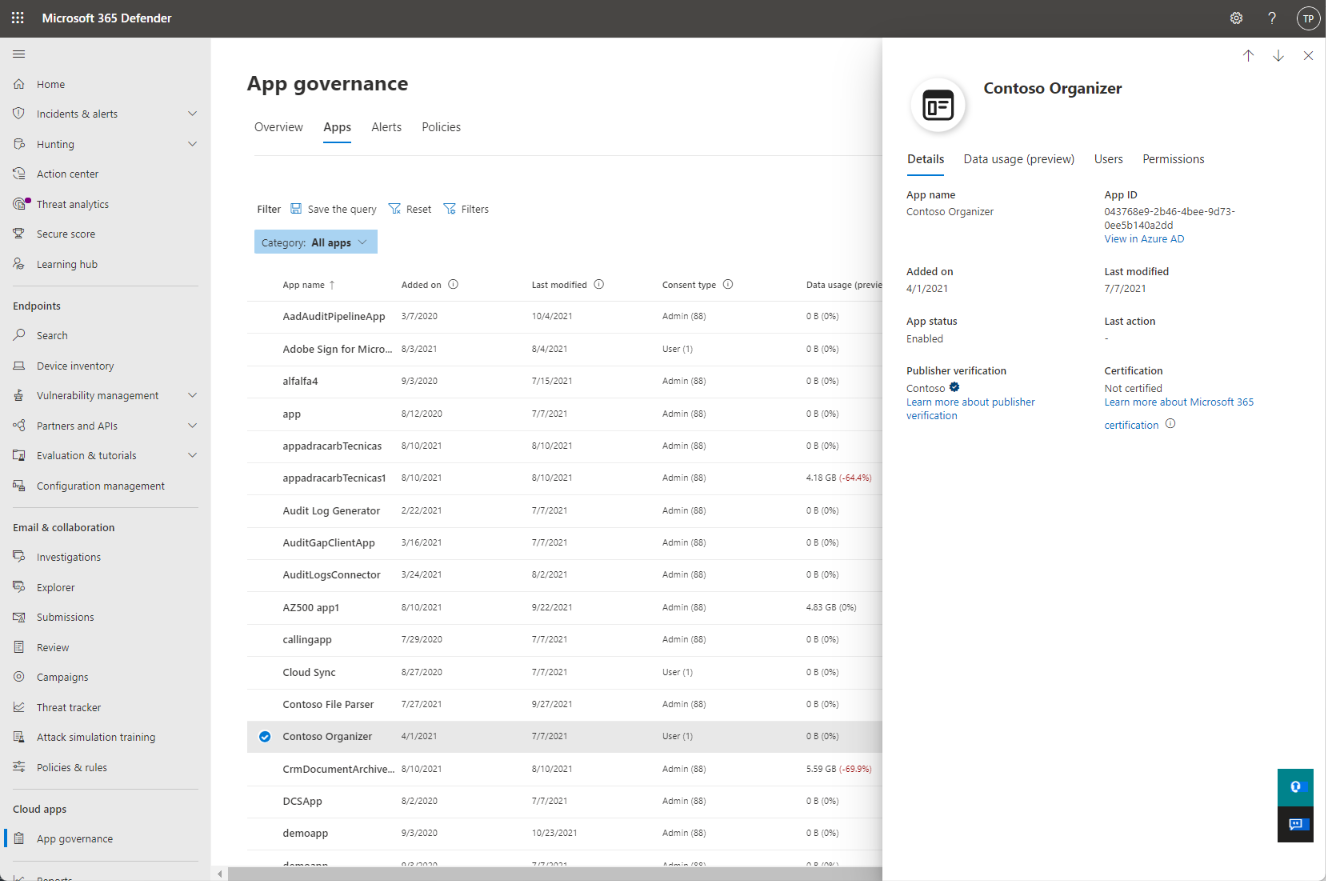 Microsoft 365 Defender
?
TP
Home
Incidents & alerts
Hunting
Action center
Threat analytics
Secure score
Learning hub
Endpoints
Search
Device inventory
Vulnerability management
Partners and APIs
Evaluation & tutorials
Configuration management
Email & collaboration
Investigations
Explorer
Submissions
Review
Campaigns
Threat tracker
Attack simulation training
Policies & rules
Cloud apps
App governance
Reports
App governance
Overview Apps Alerts Policies
Filter Save the query Reset Filters
Category: All apps
App name ↑ Added on Last modified Consent type Data usage (previe
AadAuditPipelineApp 3/7/2020 10/4/2021 Admin (88) 0 B (0%)
Adobe Sign for Micro... 8/3/2021 8/4/2021 User (1) 0 B (0%)
alfalfa4 9/3/2020 7/15/2021 Admin (88) 0 B (0%)
app 8/12/2020 7/7/2021 Admin (88) 0 B (0%)
appadracarbTecnicas 8/10/2021 8/10/2021 Admin (88) 0 B (0%)
appadracarbTecnicas1 8/10/2021 8/10/2021 Admin (88) 4.18 GB (-64.4%)
Audit Log Generator 2/22/2021 7/7/2021 Admin (88) 0 B (0%)
AuditGapClientApp 3/16/2021 7/7/2021 Admin (88) 0 B (0%)
AuditLogsConnector 3/24/2021 8/2/2021 Admin (88) 0 B (0%)
AZ500 app1 8/10/2021 9/22/2021 Admin (88) 4.83 GB (0%)
callingapp 7/29/2020 7/7/2021 Admin (88) 0 B (0%)
Cloud Sync 8/27/2020 7/7/2021 User (1) 0 B (0%)
Contoso File Parser 7/27/2021 9/27/2021 Admin (88) 0 B (0%)
Contoso Organizer 4/1/2021 7/7/2021 User (1) 0 B (0%)
CrmDocumentArchive... 8/10/2021 8/10/2021 Admin (88) 5.59 GB (-69.9%)
DCSApp 8/2/2020 7/7/2021 Admin (88) 0 B (0%)
demoapp 9/3/2020 10/23/2021 Admin (88) 0 B (0%)
demoapp 9/3/2020 7/7/2021 Admin (88) 0 B (0%)
Contoso Organizer
Details Data usage (preview) Users Permissions
App name
Contoso Organizer
App ID
043768e9-2b46-4bee-9d73-
0ee5b140a2dd
View in Azure AD
Added on
4/1/2021
Last modified
7/7/2021
App status
Enabled
Last action
-
Publisher verification
Contoso
Learn more about publisher
verification
Certification
Not certified
Learn more about Microsoft 365
certification